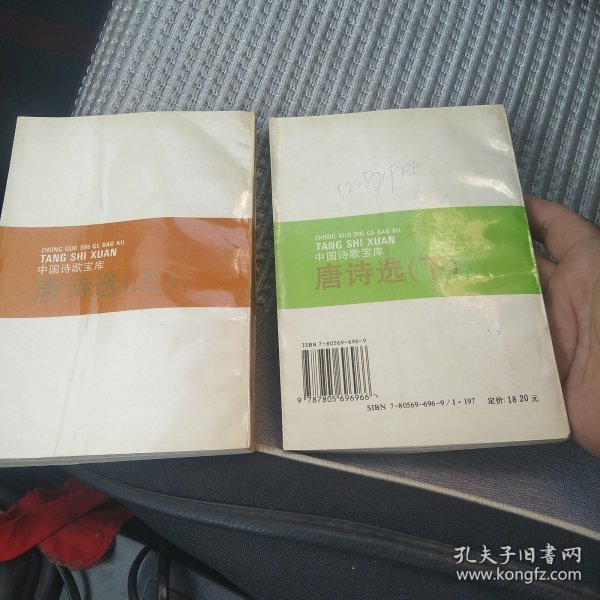 ZHONG GUO SHI GE BAO KU
TANG SHI XUAN
中国诗歌宝库
唐诗选(上)
ZHONG GUO SHI GE BAO KU
TANG SHI XUAN
中国诗歌宝库
唐诗选(下)
ISBN 7-80569-696-9
9 787805 696966 >
SIBN 7-80569-696-9/I·197 定价:18 20 元
孔夫子旧书网
www.kongfz.com